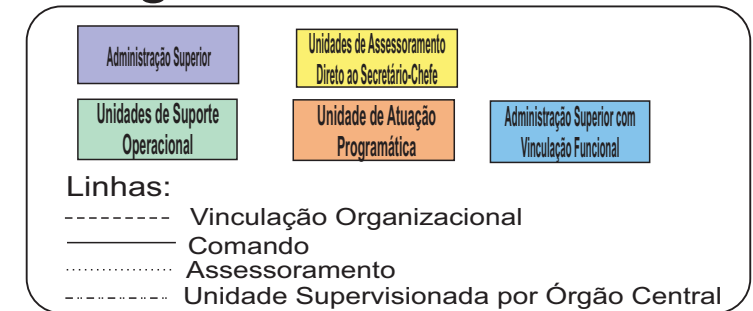 Administração Superior
Unidades de Assessoramento
Direto ao Secretário-Chefe
Unidades de Suporte
Operacional
Unidade de Atuação
Programática
Administração Superior com
Vinculação Funcional
Linhas:
Vinculação Organizacional
Comando
Assessoramento
Unidade Supervisionada por Órgão Central